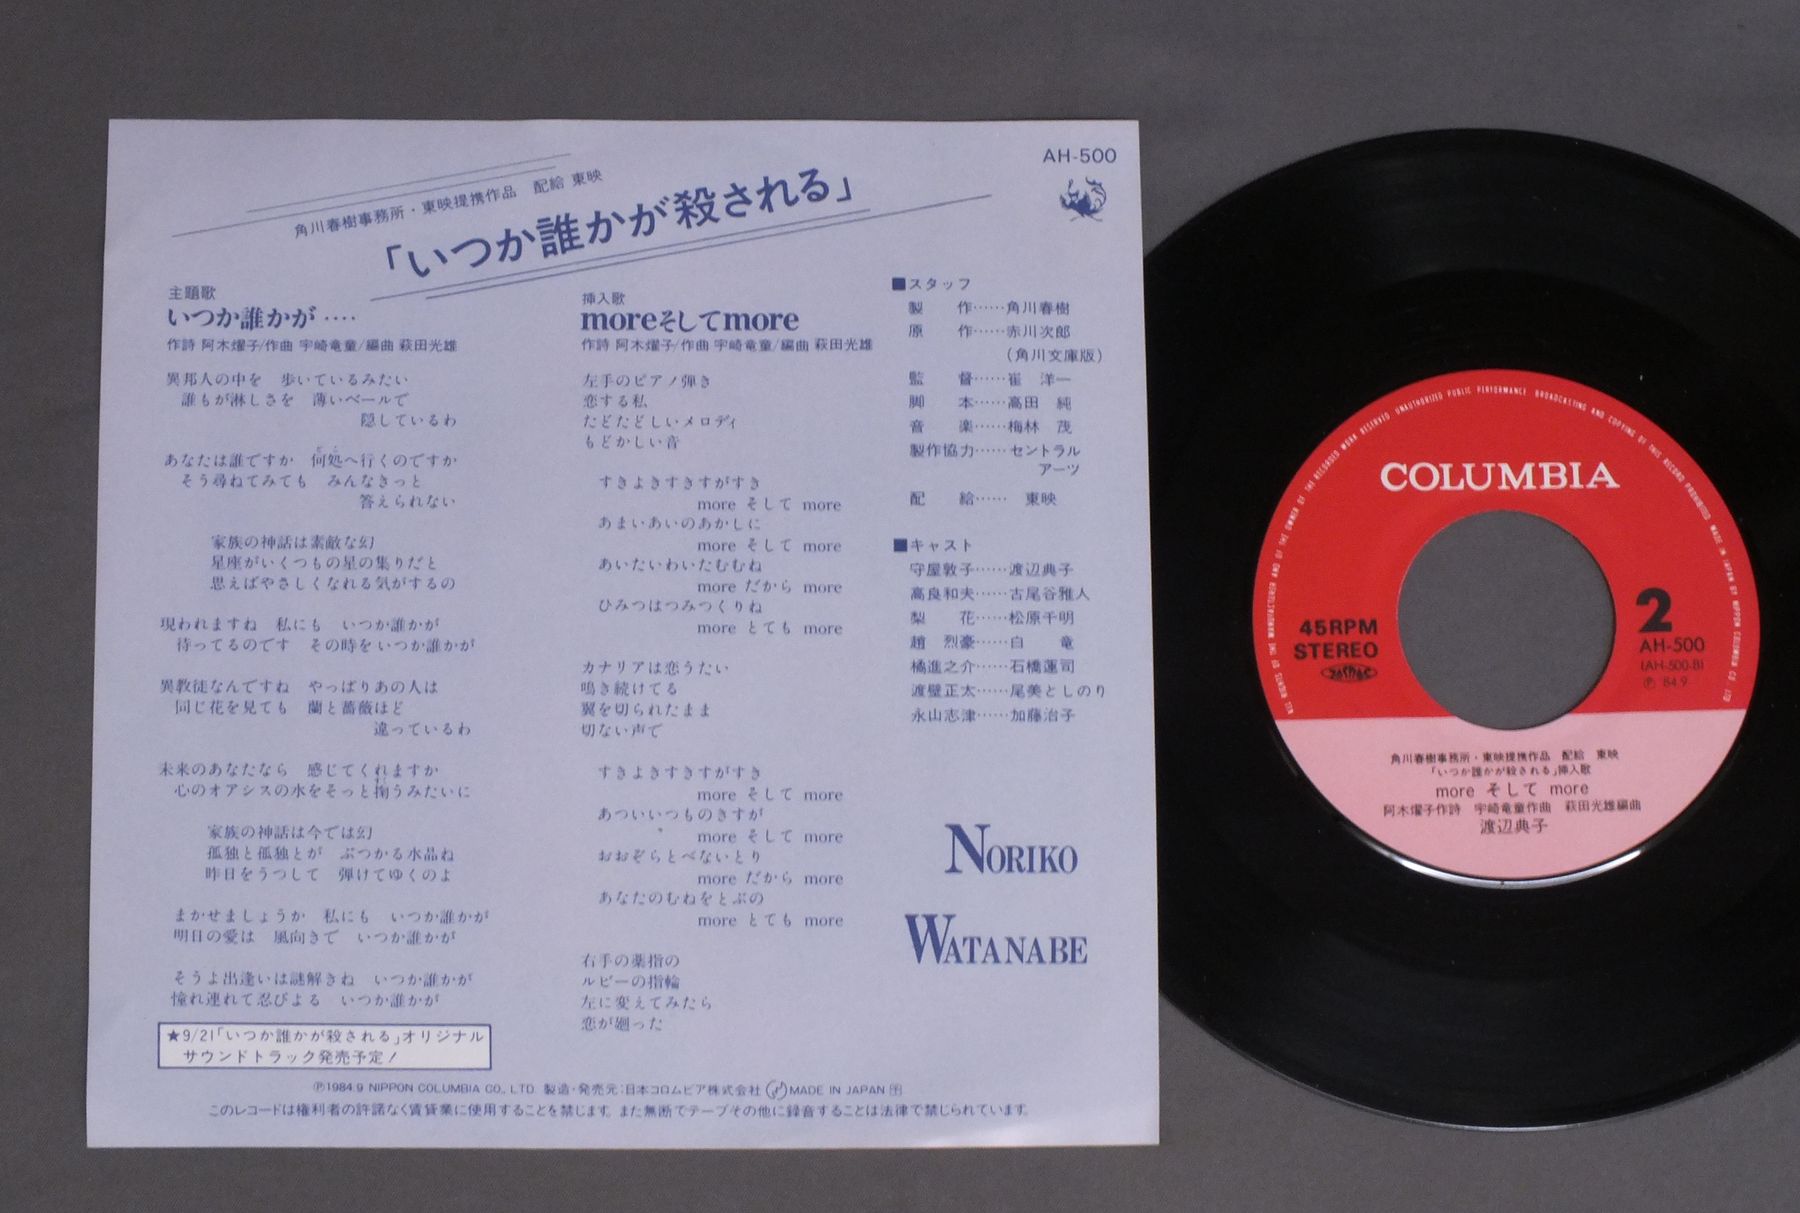 AH-500
角川春樹事務所・東映提携作品　配給 東映
「いつか誰かが殺される」
主題歌
いつか誰かが‥‥
作詩 阿木燿子/作曲 宇崎竜童/編曲 萩田光雄
異邦人の中を　歩いているみたい
誰もが淋しさを　薄いベールで
隠しているわ
あなたは誰ですか　何処へ行くのですか
そう尋ねてみても　みんなきっと
答えられない
家族の神話は素敵な幻
星座がいくつもの星の集りだと
思えばやさしくなれる気がするの
現われますね　私にも　いつか誰かが
待ってるのです　その時をいつか誰かが
異教徒なんですね　やっぱりあの人は
同じ花を見ても　蘭と薔薇ほど
違っているわ
未来のあなたなら　感じてくれますか
心のオアシスの水をそっと掬うみたいに
家族の神話は今では幻
孤独と孤独とが　ぶつかる水晶ね
昨日をうつして　弾けてゆくのよ
まかせましょうか　私にも　いつか誰かが
明日の愛は　風向きで　いつか誰かが
そうよ出逢いは謎解きね　いつか誰かが
憧れ連れて忍びよる　いつか誰かが
★9/21「いつか誰かが殺される」オリジナル
サウンドトラック発売予定!
挿入歌
moreそしてmore
作詩 阿木燿子/作曲 宇崎竜童/編曲 萩田光雄
左手のピアノ弾き
恋する私
たどたどしいメロディ
もどかしい音
すきよきすきすがすき
more そして more
あまいあいのあかしに
more そして more
あいたいわいたむむね
more だから more
ひみつはつみつくりね
more とても more
カナリアは恋うたい
鳴き続けてる
翼を切られたまま
切ない声で
すきよきすきすがすき
more そして more
あついいつものきすが
more そして more
おおぞらとべないとり
more だから more
あなたのむねをとぶの
more とても more
右手の薬指の
ルビーの指輪
左に変えてみたら
恋が廻った
■スタッフ
製　作……角川春樹
原　作……赤川次郎
(角川文庫版)
監　督……崔　洋一
脚　本……高田　純
音　楽……梅林　茂
製作協力……セントラル
アーツ
配　給……　東映
■キャスト
守屋敦子……渡辺典子
高良和夫……古尾谷雅人
梨　花……松原千明
趙　烈豪……白　竜
橘進之介……石橋蓮司
渡壁正太……尾美としのり
永山志津……加藤治子
NORIKO
WATANABE
Ⓟ1984.9 NIPPON COLUMBIA CO., LTD. 製造・発売元:日本コロムビア株式会社 MADE IN JAPAN
このレコードは権利者の許諾なく賃貸業に使用することを禁じます。また無断でテープその他に録音することは法律で禁じられています。
ALL RIGHTS OF THE MANUFACTURER AND OF THE OWNER OF THE RECORDED WORK RESERVED UNAUTHORIZED PUBLIC PERFORMANCE BROADCASTING AND COPYING OF THIS RECORD PROHIBITED MADE IN JAPAN BY NIPPON COLUMBIA CO. LTD
COLUMBIA
45RPM
STEREO
2
AH-500
(AH-500-B)
Ⓟ 84.9
角川春樹事務所・東映提携作品　配給　東映
「いつか誰かが殺される」挿入歌
more そして more
阿木燿子作詩　宇崎竜童作曲　萩田光雄編曲
渡辺典子